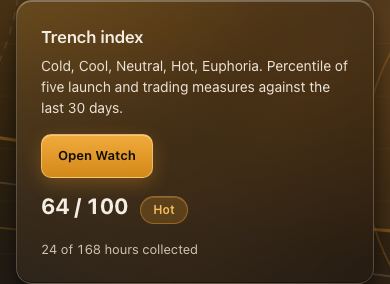 Trench index
Cold, Cool, Neutral, Hot, Euphoria. Percentile of
five launch and trading measures against the
last 30 days.
Open Watch
64 / 100 Hot
24 of 168 hours collected